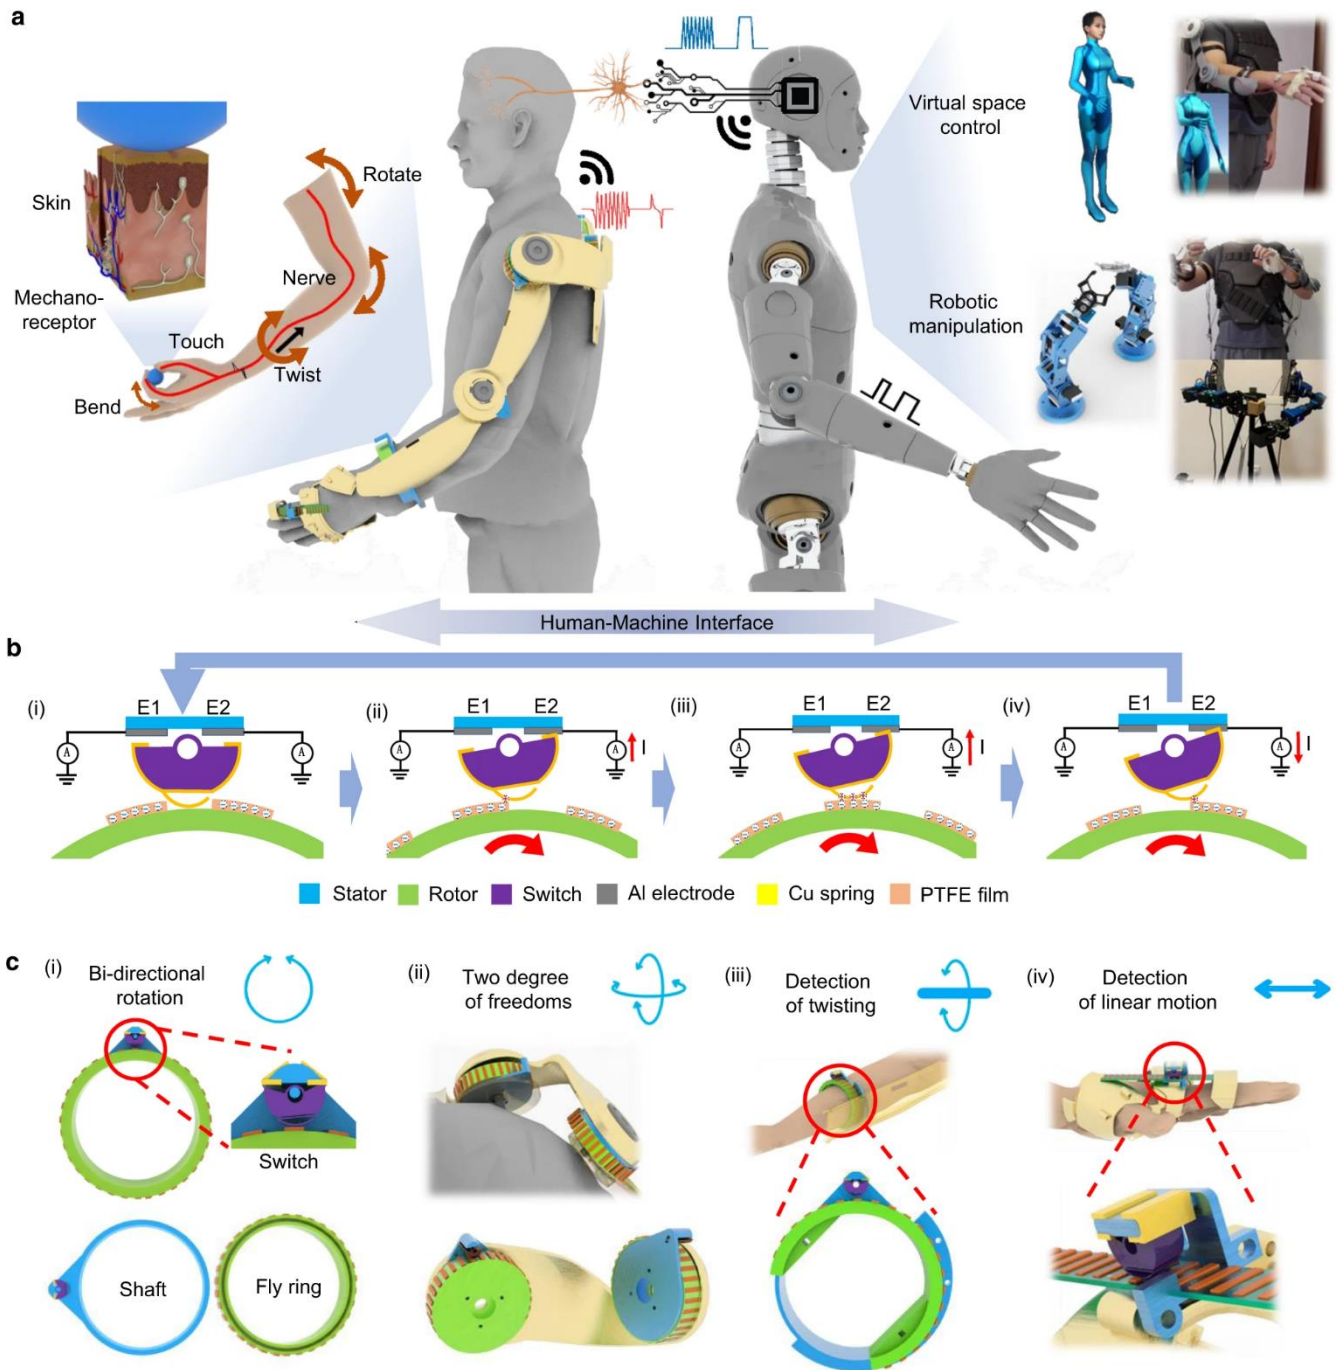 a
Skin
Mechano-
receptor
Touch
Bend
Rotate
Nerve
Twist
Virtual space
control
Robotic
manipulation
Human-Machine Interface
b
(i)
E1 E2
A
A
(ii)
E1 E2
A
A
I
(iii)
E1 E2
A
A
I
(iv)
E1 E2
A
A
I
Stator Rotor Switch Al electrode Cu spring PTFE film
c
(i)
Bi-directional
rotation
Switch
Shaft
Fly ring
(ii)
Two degree
of freedoms
(iii)
Detection
of twisting
(iv)
Detection
of linear motion